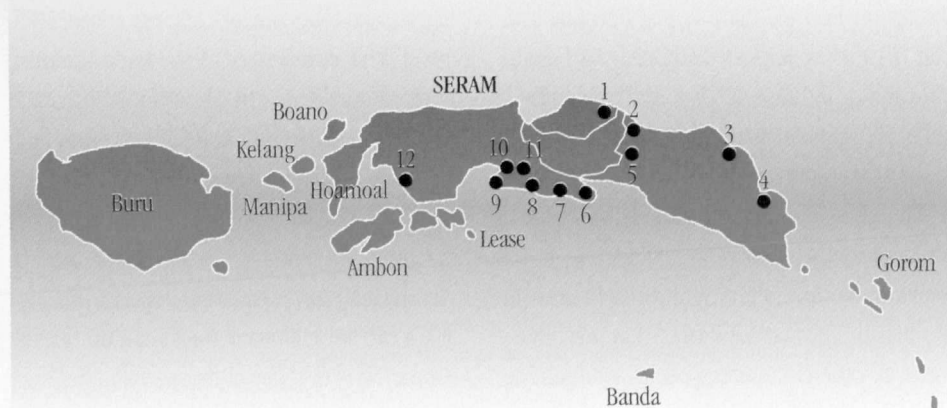 SERAM
1
Boano
2
3
Kelang
10
11
12
5
Hoamoal
4
Buru
Manipa
9
8
7
6
Lease
Ambon
Gorom
Banda